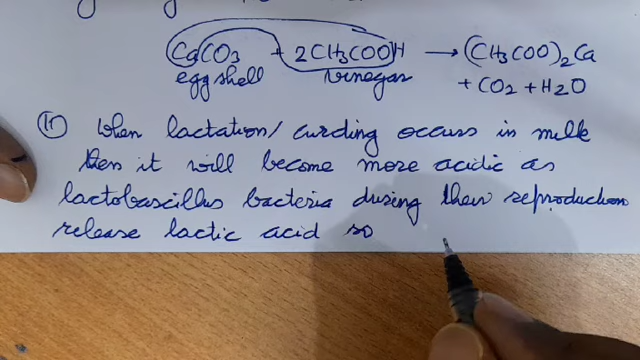 CaCO3 + 2CH3COOH → (CH3COO)2Ca
egg shell vinegar + CO2 + H2O
(ii) When lactation/ curding occurs in milk
then it will become more acidic as
lactobascillus bacteria during their reproduction
release lactic acid so